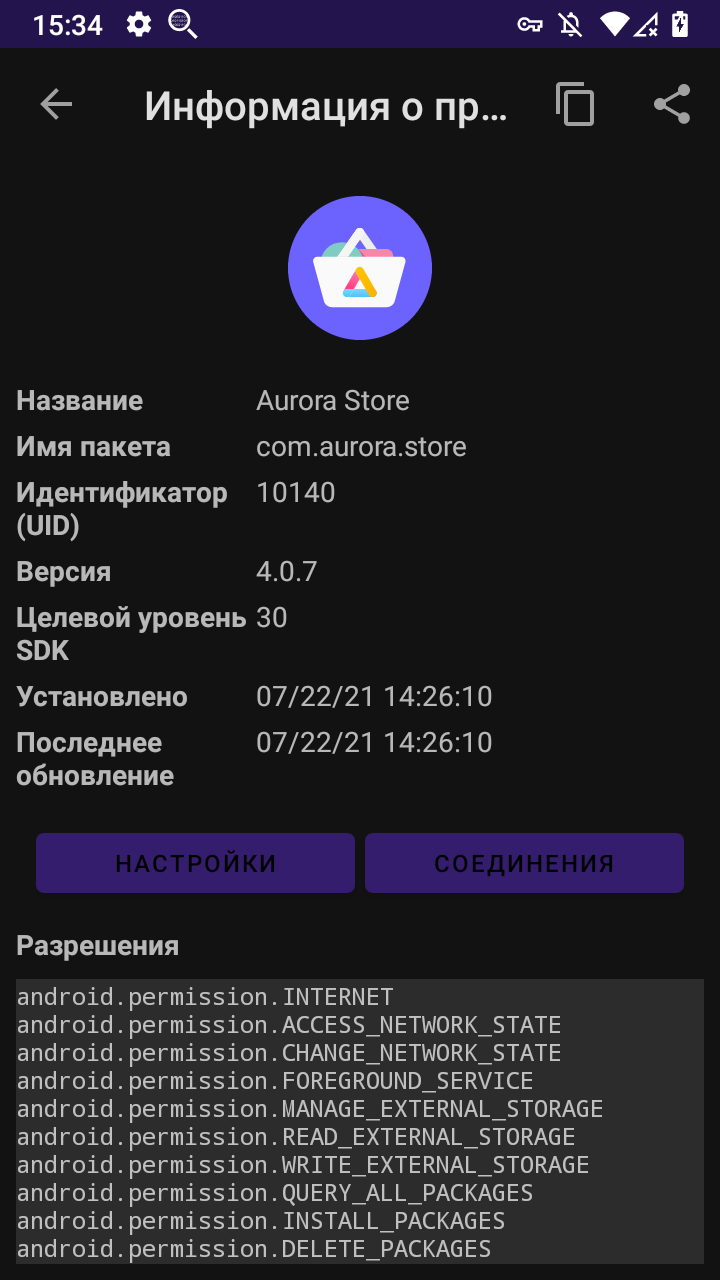 15:34
Информация о пр...
Название Aurora Store
Имя пакета com.aurora.store
Идентификатор 10140
(UID)
Версия 4.0.7
Целевой уровень 30
SDK
Установлено 07/22/21 14:26:10
Последнее 07/22/21 14:26:10
обновление
НАСТРОЙКИ СОЕДИНЕНИЯ
Разрешения
android.permission.INTERNET
android.permission.ACCESS_NETWORK_STATE
android.permission.CHANGE_NETWORK_STATE
android.permission.FOREGROUND_SERVICE
android.permission.MANAGE_EXTERNAL_STORAGE
android.permission.READ_EXTERNAL_STORAGE
android.permission.WRITE_EXTERNAL_STORAGE
android.permission.QUERY_ALL_PACKAGES
android.permission.INSTALL_PACKAGES
android.permission.DELETE_PACKAGES